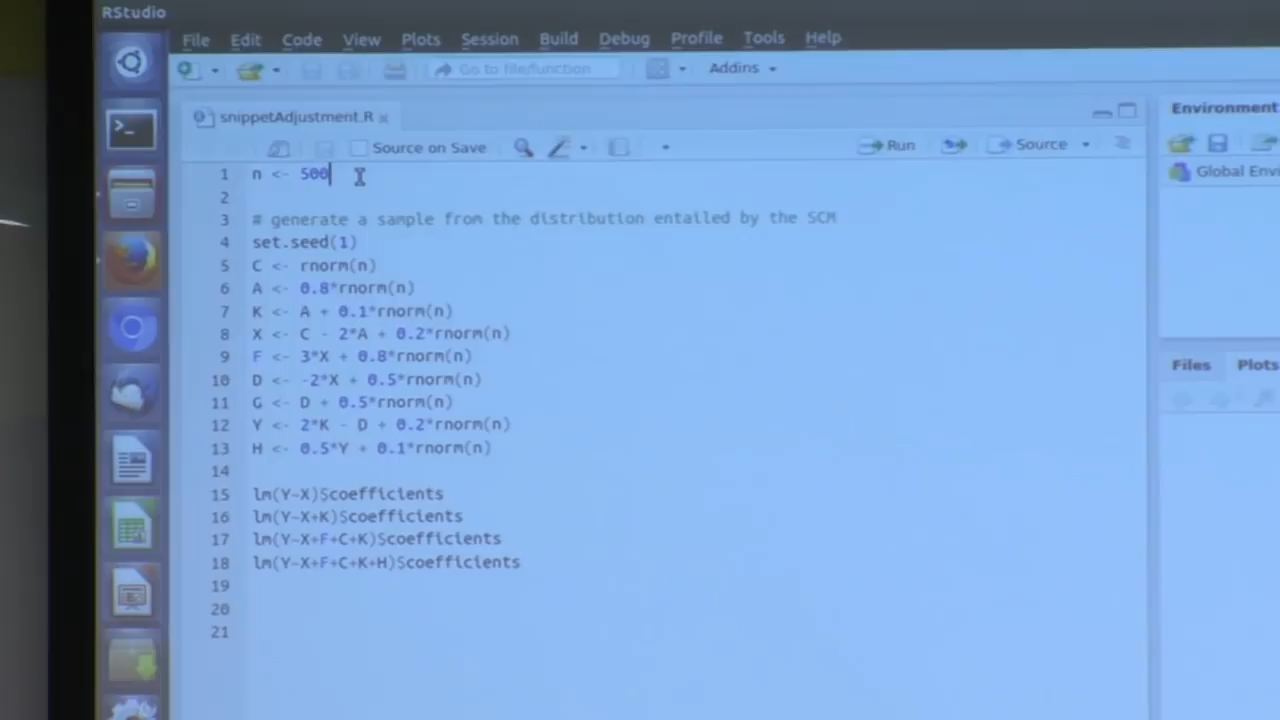 RStudio
File Edit Code View Plots Session Build Debug Profile Tools Help
Go to file/function Addins
snippetAdjustment.R
Source on Save Run Source
Environment
Global Envi
1 n <- 500
2
3 # generate a sample from the distribution entailed by the SCM
4 set.seed(1)
5 C <- rnorm(n)
6 A <- 0.8*rnorm(n)
7 K <- A + 0.1*rnorm(n)
8 X <- C - 2*A + 0.2*rnorm(n)
9 F <- 3*X + 0.8*rnorm(n)
10 D <- -2*X + 0.5*rnorm(n)
11 G <- D + 0.5*rnorm(n)
12 Y <- 2*K - D + 0.2*rnorm(n)
13 H <- 0.5*Y + 0.1*rnorm(n)
14
15 lm(Y~X)$coefficients
16 lm(Y~X+K)$coefficients
17 lm(Y~X+F+C+K)$coefficients
18 lm(Y~X+F+C+K+H)$coefficients
19
20
21
Files Plots